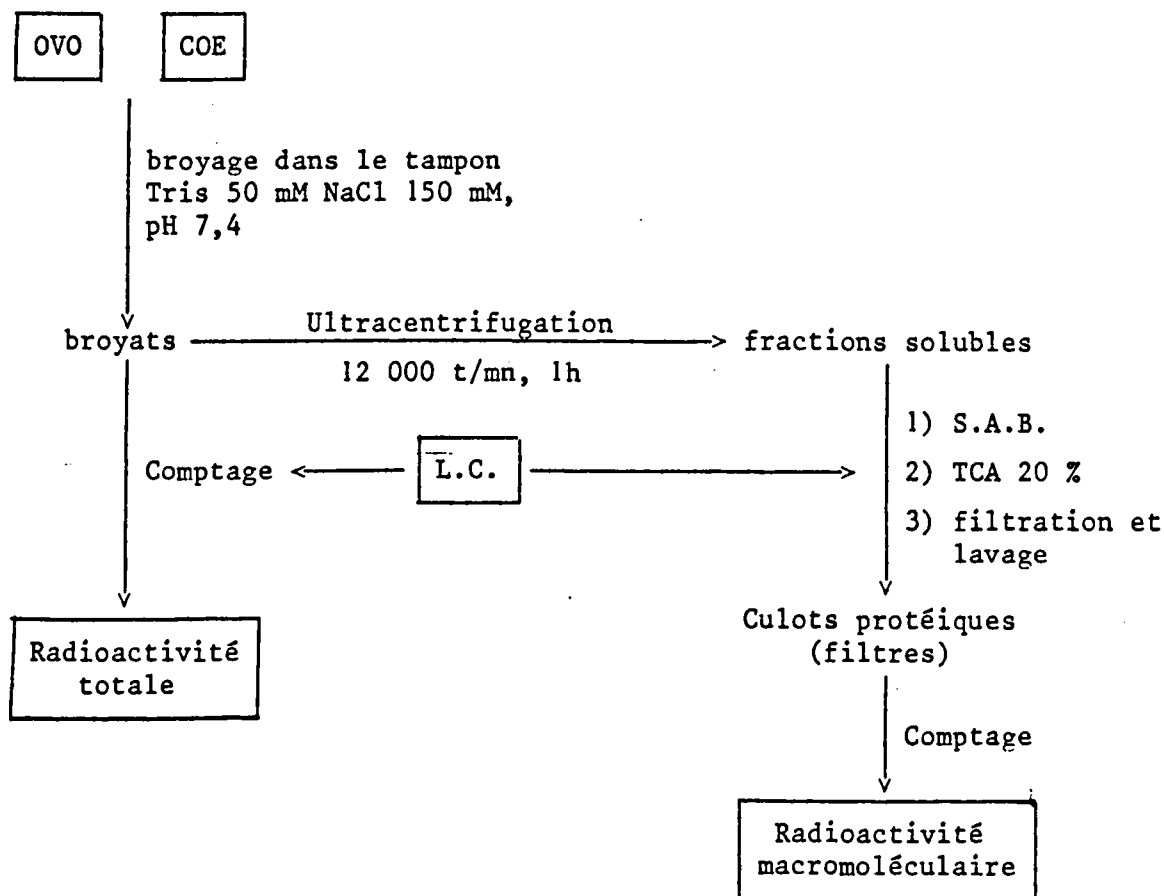 OVO COE
broyage dans le tampon
Tris 50 mM NaCl 150 mM,
pH 7,4
Ultracentrifugation
broyats fractions solubles
12 000 t/mn, 1h
1) S.A.B.
Comptage L.C. 2) TCA 20 %
3) filtration et
lavage
Culots protéiques
(filtres)
Radioactivité
totale
Comptage
Radioactivité
macromoléculaire